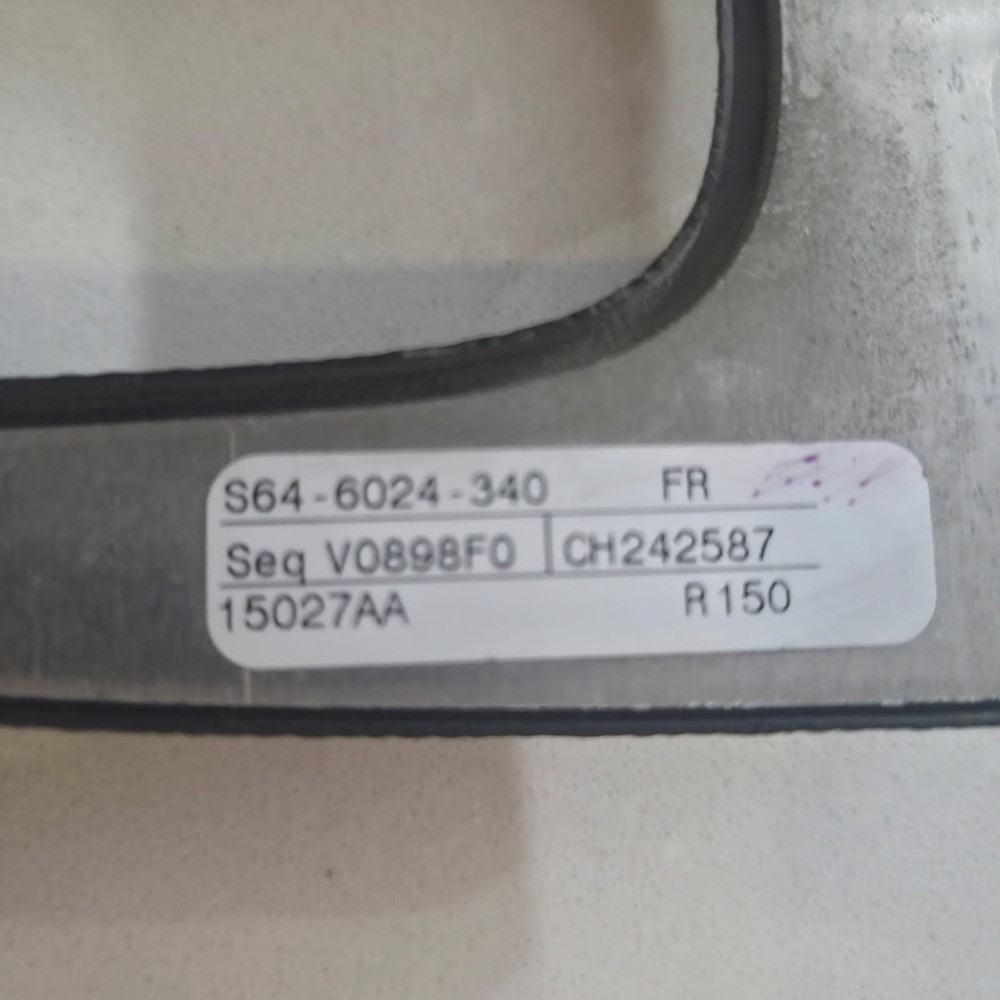 S64-6024-340 FR
Seq V0898F0 CH242587
15027AA R150